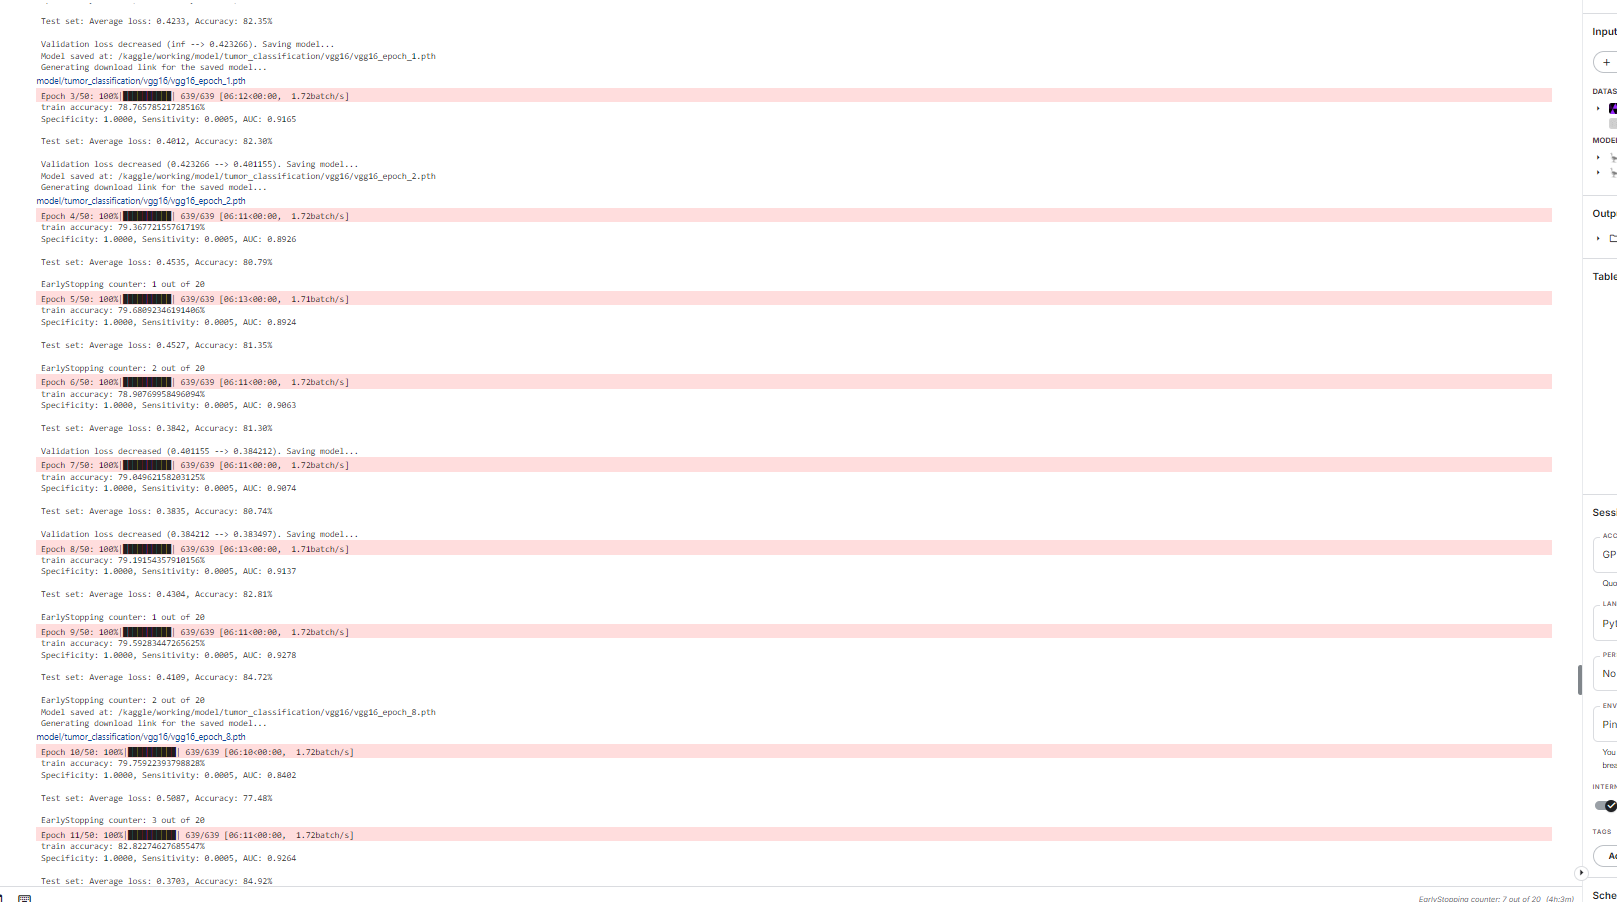 Test set: Average loss: 0.4233, Accuracy: 82.35%
Validation loss decreased (inf --> 0.423266). Saving model...
Model saved at: /kaggle/working/model/tumor_classification/vgg16/vgg16_epoch_1.pth
Generating download link for the saved model...
model/tumor_classification/vgg16/vgg16_epoch_1.pth
Epoch 3/50: 100%|██████████| 639/639 [06:12<00:00, 1.72batch/s]
train accuracy: 78.76578521728516%
Specificity: 1.0000, Sensitivity: 0.0005, AUC: 0.9165
Test set: Average loss: 0.4012, Accuracy: 82.30%
Validation loss decreased (0.423266 --> 0.401155). Saving model...
Model saved at: /kaggle/working/model/tumor_classification/vgg16/vgg16_epoch_2.pth
Generating download link for the saved model...
model/tumor_classification/vgg16/vgg16_epoch_2.pth
Epoch 4/50: 100%|██████████| 639/639 [06:11<00:00, 1.72batch/s]
train accuracy: 79.36772155761719%
Specificity: 1.0000, Sensitivity: 0.0005, AUC: 0.8926
Test set: Average loss: 0.4535, Accuracy: 80.79%
EarlyStopping counter: 1 out of 20
Epoch 5/50: 100%|██████████| 639/639 [06:13<00:00, 1.71batch/s]
train accuracy: 79.68092346191406%
Specificity: 1.0000, Sensitivity: 0.0005, AUC: 0.8924
Test set: Average loss: 0.4527, Accuracy: 81.35%
EarlyStopping counter: 2 out of 20
Epoch 6/50: 100%|██████████| 639/639 [06:11<00:00, 1.72batch/s]
train accuracy: 78.90769958496094%
Specificity: 1.0000, Sensitivity: 0.0005, AUC: 0.9063
Test set: Average loss: 0.3842, Accuracy: 81.30%
Validation loss decreased (0.401155 --> 0.384212). Saving model...
Epoch 7/50: 100%|██████████| 639/639 [06:11<00:00, 1.72batch/s]
train accuracy: 79.04962158203125%
Specificity: 1.0000, Sensitivity: 0.0005, AUC: 0.9074
Test set: Average loss: 0.3835, Accuracy: 80.74%
Validation loss decreased (0.384212 --> 0.383497). Saving model...
Epoch 8/50: 100%|██████████| 639/639 [06:13<00:00, 1.71batch/s]
train accuracy: 79.19154357910156%
Specificity: 1.0000, Sensitivity: 0.0005, AUC: 0.9137
Test set: Average loss: 0.4304, Accuracy: 82.81%
EarlyStopping counter: 1 out of 20
Epoch 9/50: 100%|██████████| 639/639 [06:11<00:00, 1.72batch/s]
train accuracy: 79.59283447265625%
Specificity: 1.0000, Sensitivity: 0.0005, AUC: 0.9278
Test set: Average loss: 0.4109, Accuracy: 84.72%
EarlyStopping counter: 2 out of 20
Model saved at: /kaggle/working/model/tumor_classification/vgg16/vgg16_epoch_8.pth
Generating download link for the saved model...
model/tumor_classification/vgg16/vgg16_epoch_8.pth
Epoch 10/50: 100%|██████████| 639/639 [06:10<00:00, 1.72batch/s]
train accuracy: 79.75922393798828%
Specificity: 1.0000, Sensitivity: 0.0005, AUC: 0.8402
Test set: Average loss: 0.5087, Accuracy: 77.48%
EarlyStopping counter: 3 out of 20
Epoch 11/50: 100%|██████████| 639/639 [06:11<00:00, 1.72batch/s]
train accuracy: 82.82274627685547%
Specificity: 1.0000, Sensitivity: 0.0005, AUC: 0.9264
Test set: Average loss: 0.3703, Accuracy: 84.92%
EarlyStopping counter: 7 out of 20 (4h:3m)
Input
+
DATAS
MODE
Outp
Table
Sessi
ACC
GP
Quo
LAN
Pyt
PER
No
ENV
Pin
You
brea
INTERN
TAGS
Ac
Sche